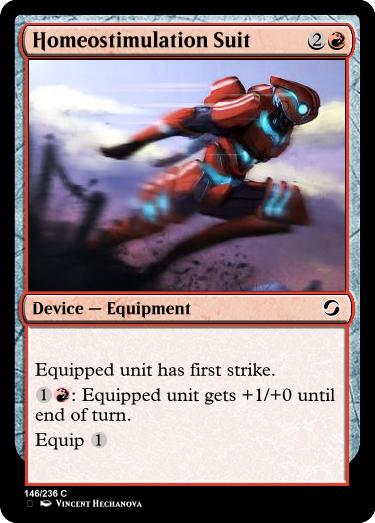 Homeostimulation Suit 2
Device — Equipment
Equipped unit has first strike.
1 : Equipped unit gets +1/+0 until
end of turn.
Equip 1
146/236 C
Vincent Hechanova